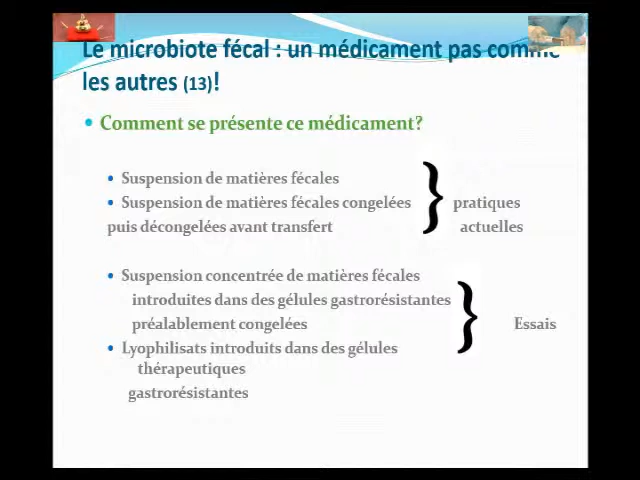 Le microbiote fécal : un médicament pas comme
les autres (13)!
• Comment se présente ce médicament?
• Suspension de matières fécales
• Suspension de matières fécales congelées } pratiques
puis décongelées avant transfert actuelles
• Suspension concentrée de matières fécales
introduites dans des gélules gastrorésistantes
préalablement congelées } Essais
• Lyophilisats introduits dans des gélules
thérapeutiques
gastrorésistantes